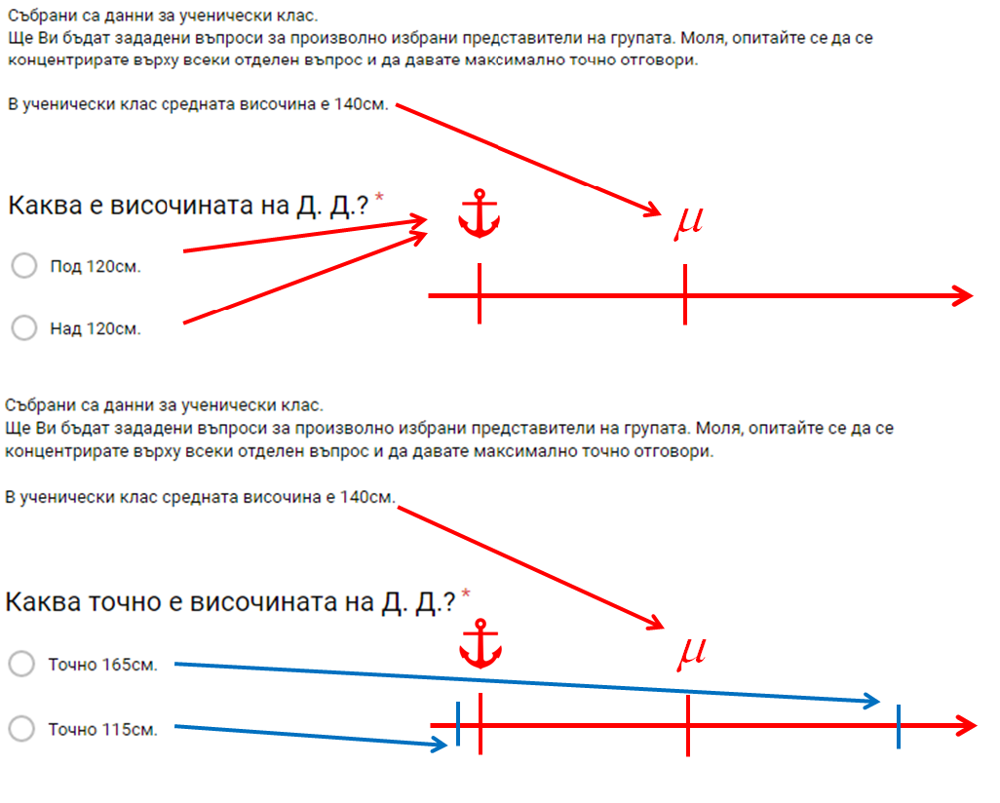 Събрани са данни за ученически клас.
Ще Ви бъдат зададени въпроси за произволно избрани представители на групата. Моля, опитайте се да се
концентрирате върху всеки отделен въпрос и да давате максимално точно отговори.
В ученически клас средната височина е 140см.
Каква е височината на Д. Д.? *
μ
Под 120см.
Над 120см.
Събрани са данни за ученически клас.
Ще Ви бъдат зададени въпроси за произволно избрани представители на групата. Моля, опитайте се да се
концентрирате върху всеки отделен въпрос и да давате максимално точно отговори.
В ученически клас средната височина е 140см.
Каква точно е височината на Д. Д.? *
μ
Точно 165см.
Точно 115см.